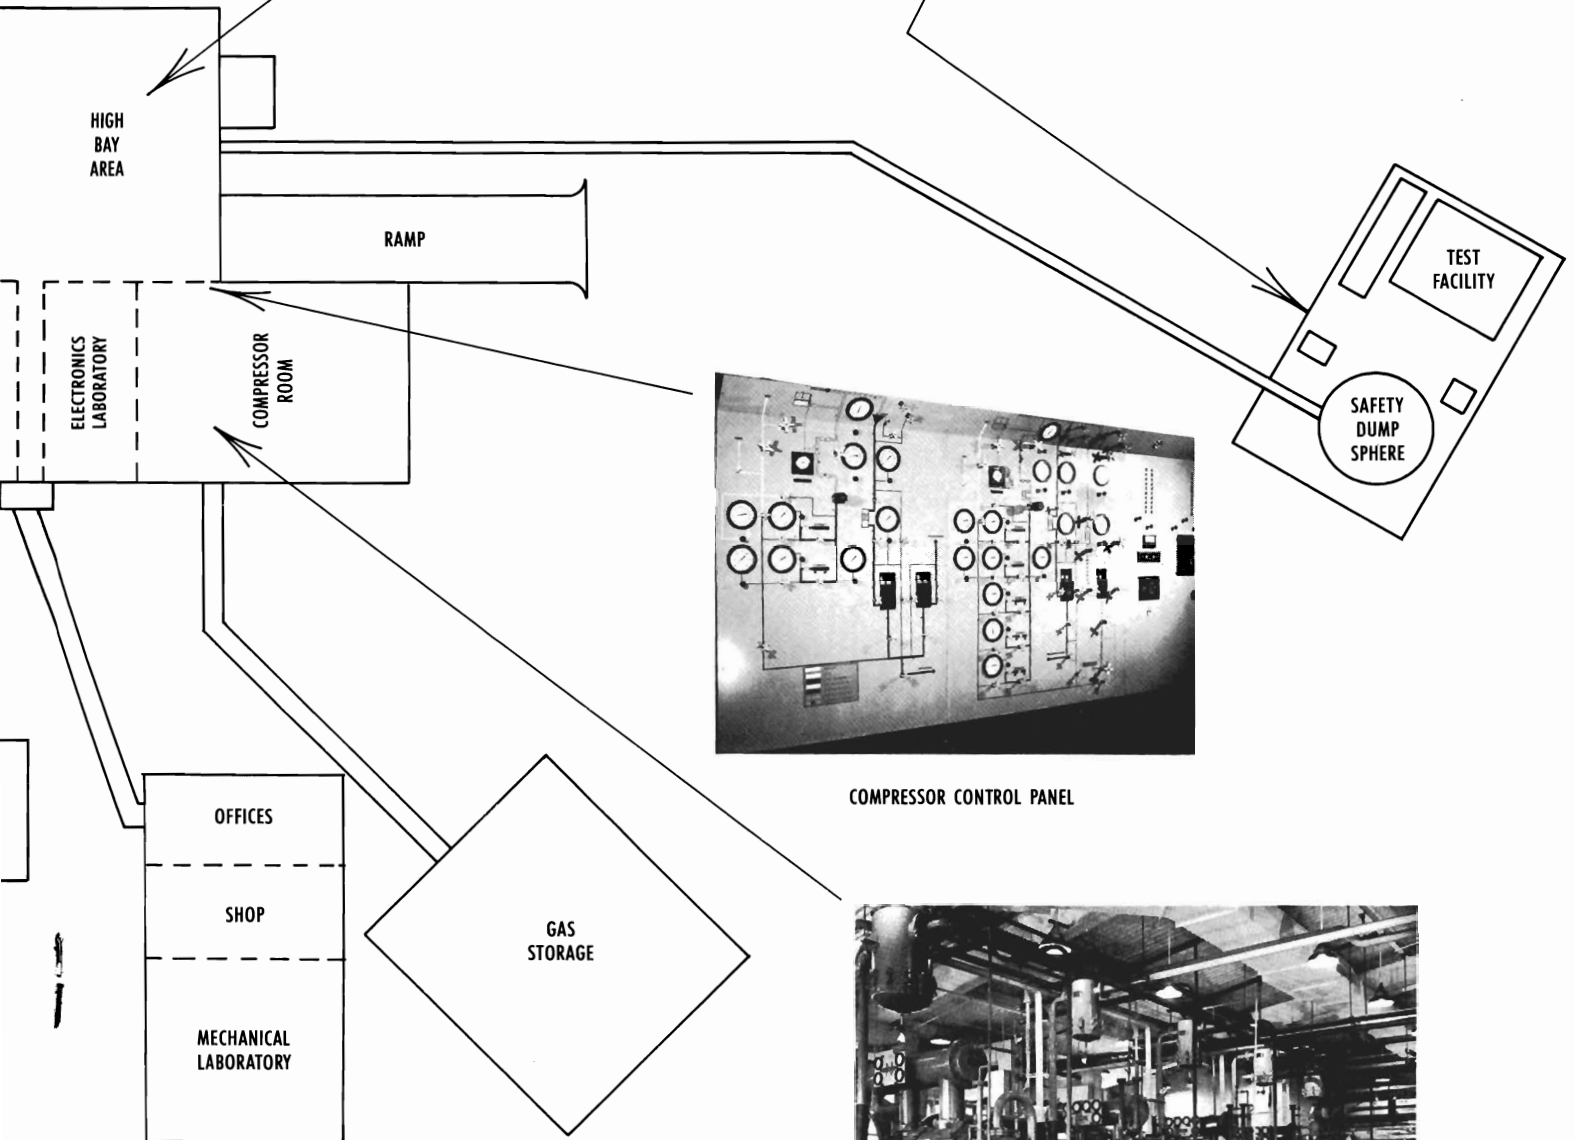 HIGH
BAY
AREA
RAMP
TEST
FACILITY
ELECTRONICS
LABORATORY
COMPRESSOR
ROOM
SAFETY
DUMP
SPHERE
COMPRESSOR CONTROL PANEL
OFFICES
SHOP
GAS
STORAGE
MECHANICAL
LABORATORY